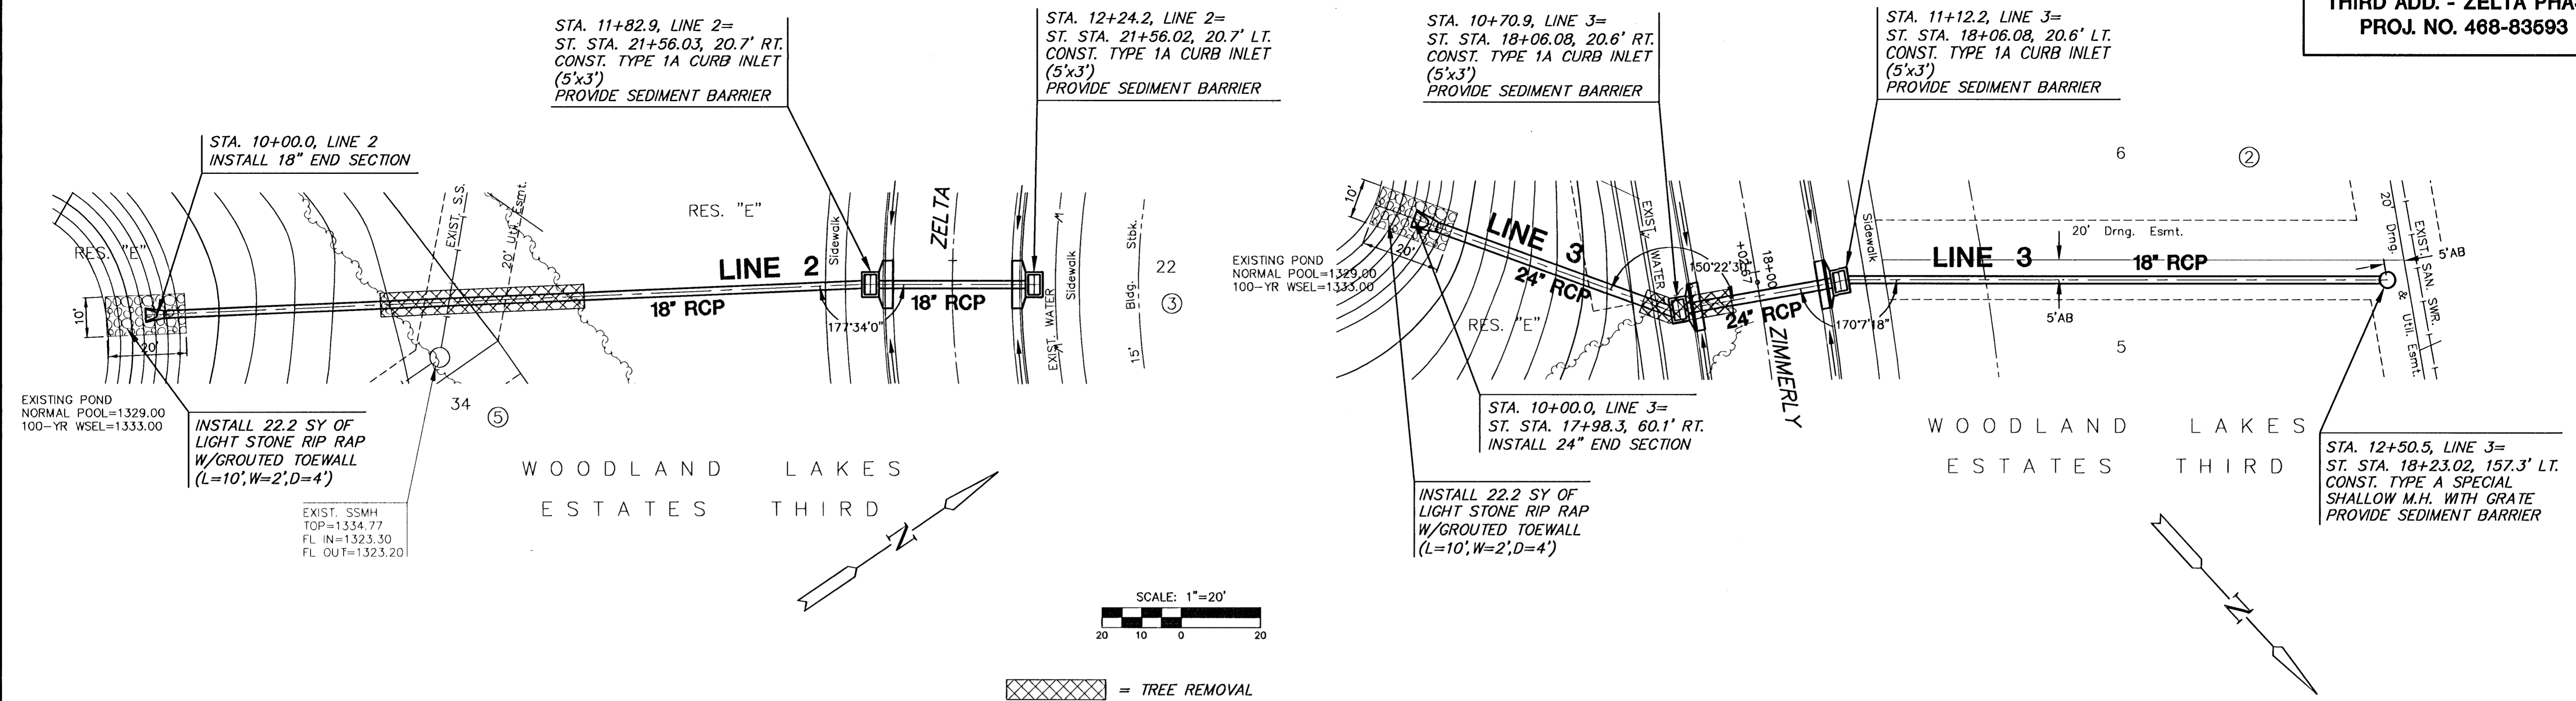 THIRD ADD. - ZELTA PHAS
PROJ. NO. 468-83593
STA. 11+82.9, LINE 2=
ST. STA. 21+56.03, 20.7' RT.
CONST. TYPE 1A CURB INLET
(5'x3')
PROVIDE SEDIMENT BARRIER
STA. 12+24.2, LINE 2=
ST. STA. 21+56.02, 20.7' LT.
CONST. TYPE 1A CURB INLET
(5'x3')
PROVIDE SEDIMENT BARRIER
STA. 10+00.0, LINE 2
INSTALL 18" END SECTION
RES. "E"
EXIST. S.S.
20' Util. Esmt.
RES. "E"
Sidewalk
ZELTA
LINE 2
18" RCP
18" RCP
177°34'0"
EXIST. WATER
Sidewalk
15' Bldg. Stbk.
22
3
10'
20'
EXISTING POND
NORMAL POOL=1329.00
100-YR WSEL=1333.00
34
5
INSTALL 22.2 SY OF
LIGHT STONE RIP RAP
W/GROUTED TOEWALL
(L=10',W=2',D=4')
EXIST. SSMH
TOP=1334.77
FL IN=1323.30
FL OUT=1323.20
WOODLAND LAKES
ESTATES THIRD
N
SCALE: 1"=20'
20 10 0 20
= TREE REMOVAL
STA. 10+70.9, LINE 3=
ST. STA. 18+06.08, 20.6' RT.
CONST. TYPE 1A CURB INLET
(5'x3')
PROVIDE SEDIMENT BARRIER
STA. 11+12.2, LINE 3=
ST. STA. 18+06.08, 20.6' LT.
CONST. TYPE 1A CURB INLET
(5'x3')
PROVIDE SEDIMENT BARRIER
6
2
10'
20'
LINE 3
24" RCP
EXISTING POND
NORMAL POOL=1329.00
100-YR WSEL=1333.00
RES. "E"
EXIST. WATER
150°22'30"
18+00
24" RCP
ZIMMERLY
170°7'18"
Sidewalk
20' Drng. Esmt.
LINE 3
18" RCP
5'AB
5'AB
20' Drng. & Util. Esmt.
EXIST. SAN. SWR.
5
STA. 10+00.0, LINE 3=
ST. STA. 17+98.3, 60.1' RT.
INSTALL 24" END SECTION
INSTALL 22.2 SY OF
LIGHT STONE RIP RAP
W/GROUTED TOEWALL
(L=10',W=2',D=4')
WOODLAND LAKES
ESTATES THIRD
STA. 12+50.5, LINE 3=
ST. STA. 18+23.02, 157.3' LT.
CONST. TYPE A SPECIAL
SHALLOW M.H. WITH GRATE
PROVIDE SEDIMENT BARRIER
N